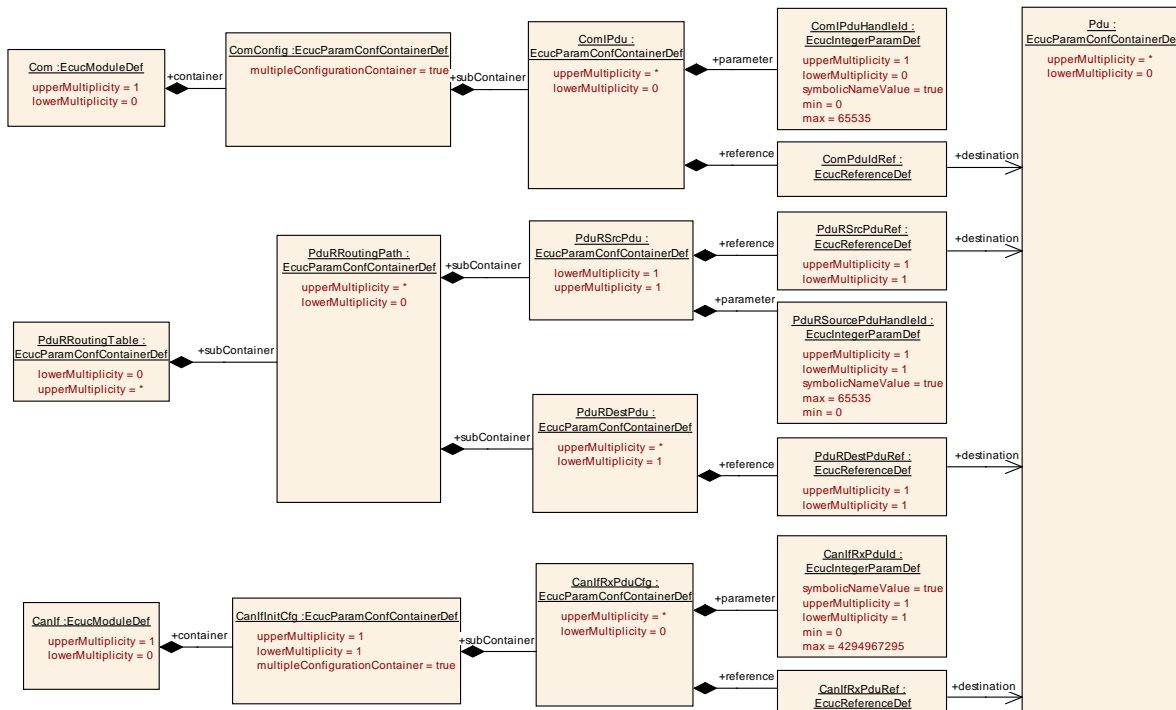 Com :EcucModuleDef
upperMultiplicity = 1
lowerMultiplicity = 0
+container
ComConfig :EcucParamConfContainerDef
multipleConfigurationContainer = true
+subContainer
ComIPdu :
EcucParamConfContainerDef
upperMultiplicity = *
lowerMultiplicity = 0
+parameter
ComIPduHandleId :
EcucIntegerParamDef
upperMultiplicity = 1
lowerMultiplicity = 0
symbolicNameValue = true
min = 0
max = 65535
+reference
ComPduIdRef :
EcucReferenceDef
+destination
Pdu :
EcucParamConfContainerDef
upperMultiplicity = *
lowerMultiplicity = 0
PduRRoutingTable :
EcucParamConfContainerDef
lowerMultiplicity = 0
upperMultiplicity = *
+subContainer
PduRRoutingPath :
EcucParamConfContainerDef
upperMultiplicity = *
lowerMultiplicity = 0
+subContainer
PduRSrcPdu :
EcucParamConfContainerDef
lowerMultiplicity = 1
upperMultiplicity = 1
+reference
PduRSrcPduRef :
EcucReferenceDef
upperMultiplicity = 1
lowerMultiplicity = 1
+destination
+parameter
PduRSourcePduHandleId :
EcucIntegerParamDef
upperMultiplicity = 1
lowerMultiplicity = 1
symbolicNameValue = true
max = 65535
min = 0
+subContainer
PduRDestPdu :
EcucParamConfContainerDef
upperMultiplicity = *
lowerMultiplicity = 1
+reference
PduRDestPduRef :
EcucReferenceDef
upperMultiplicity = 1
lowerMultiplicity = 1
+destination
CanIf :EcucModuleDef
upperMultiplicity = 1
lowerMultiplicity = 0
+container
CanIfInitCfg :EcucParamConfContainerDef
upperMultiplicity = 1
lowerMultiplicity = 1
multipleConfigurationContainer = true
+subContainer
CanIfRxPduCfg :
EcucParamConfContainerDef
upperMultiplicity = *
lowerMultiplicity = 0
+parameter
CanIfRxPduId :
EcucIntegerParamDef
symbolicNameValue = true
upperMultiplicity = 1
lowerMultiplicity = 1
min = 0
max = 4294967295
+reference
CanIfRxPduRef :
EcucReferenceDef
+destination